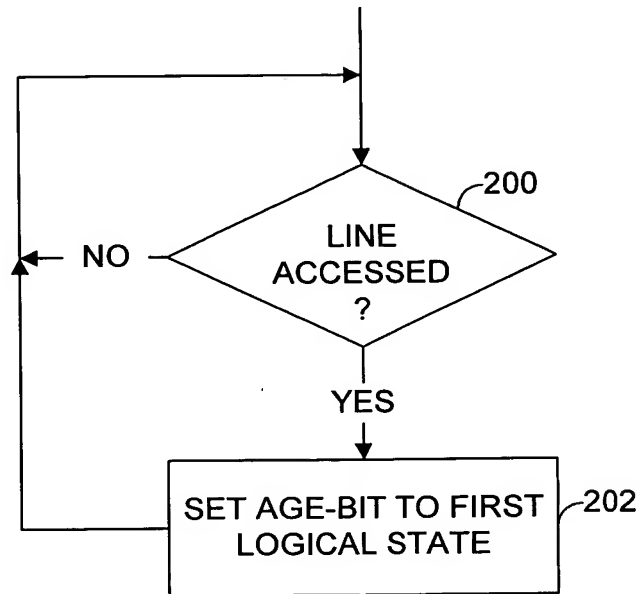 200
LINE
ACCESSED
?
NO
YES
SET AGE-BIT TO FIRST
LOGICAL STATE
202